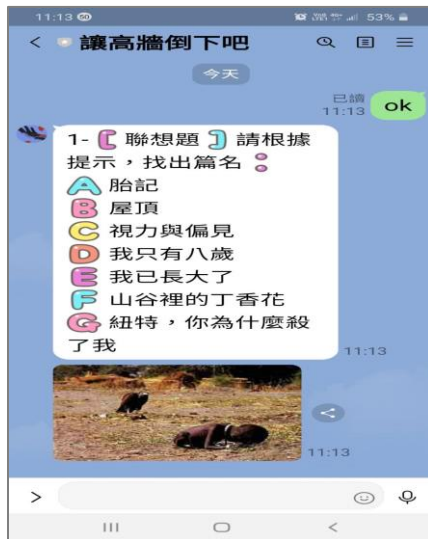 11:13
53%
讓高牆倒下吧
今天
已讀
11:13
ok
1-【聯想題】請根據
提示，找出篇名：
A 胎記
B 屋頂
C 視力與偏見
D 我只有八歲
E 我已長大了
F 山谷裡的丁香花
G 紐特，你為什麼殺
了我
11:13
11:13